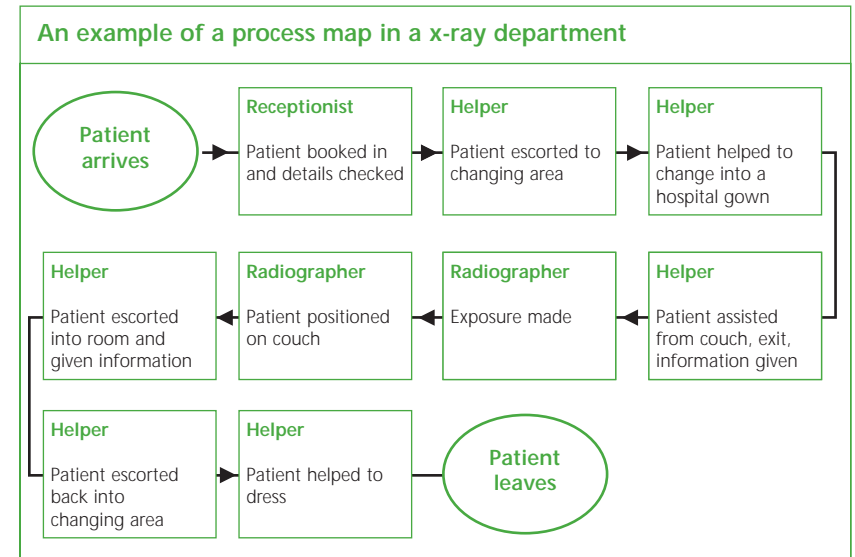 An example of a process map in a x-ray department
Patient
arrives
Receptionist
Patient booked in
and details checked
Helper
Patient escorted to
changing area
Helper
Patient helped to
change into a
hospital gown
Helper
Patient escorted
into room and
given information
Radiographer
Patient positioned
on couch
Radiographer
Exposure made
Helper
Patient assisted
from couch, exit,
information given
Helper
Patient escorted
back into
changing area
Helper
Patient helped to
dress
Patient
leaves